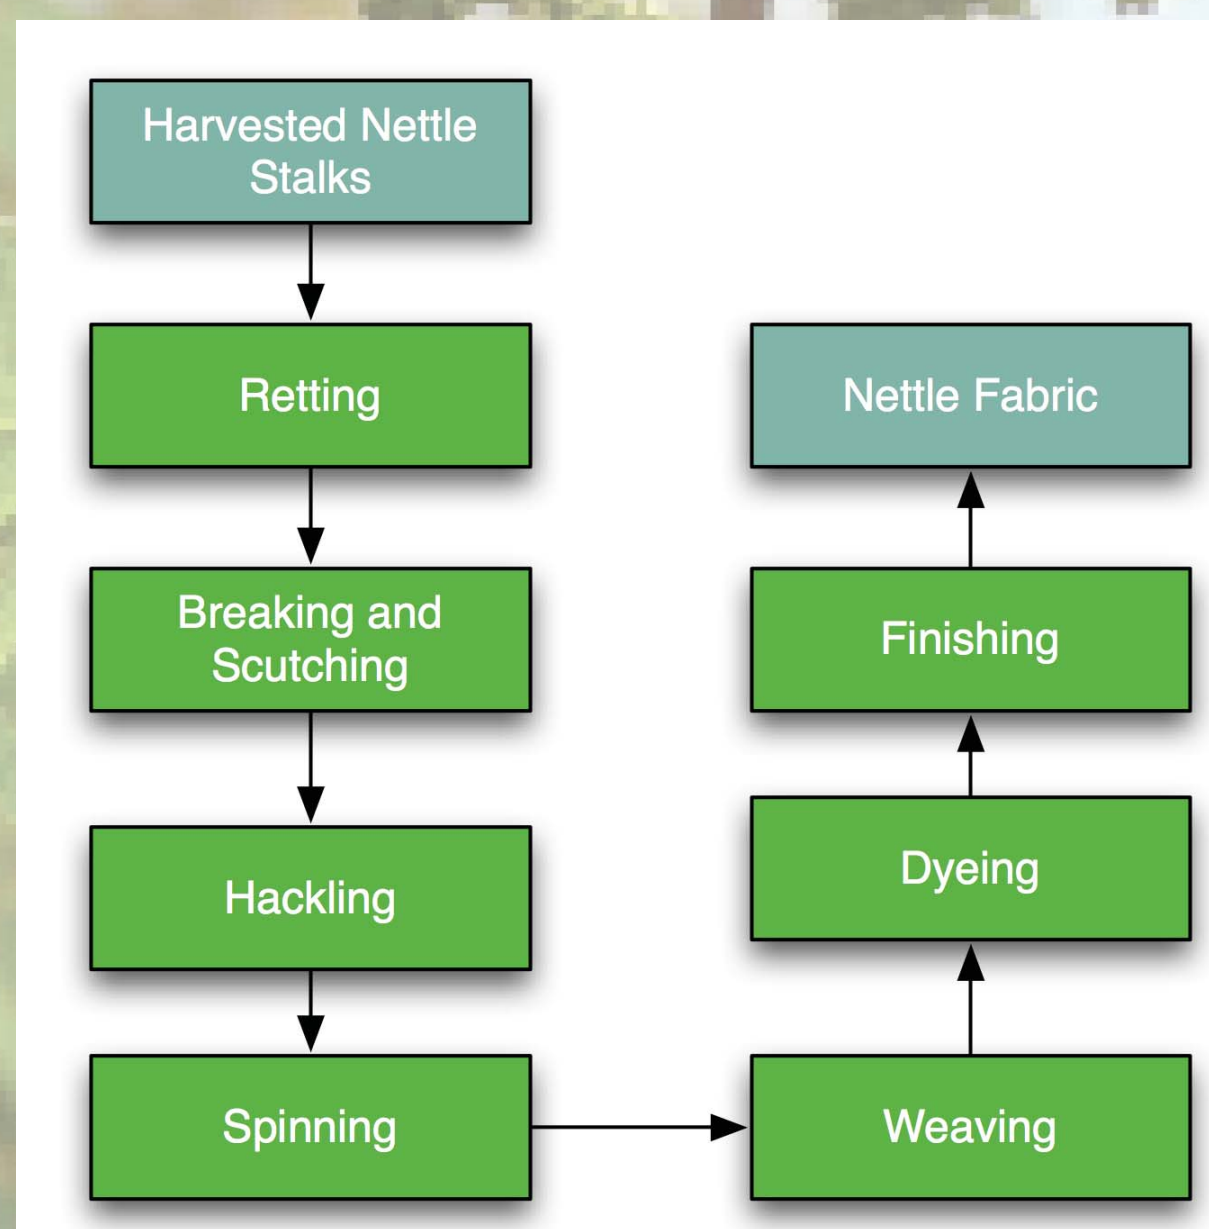 Harvested Nettle
Stalks
Retting
Breaking and
Scutching
Hackling
Spinning
Weaving
Dyeing
Finishing
Nettle Fabric